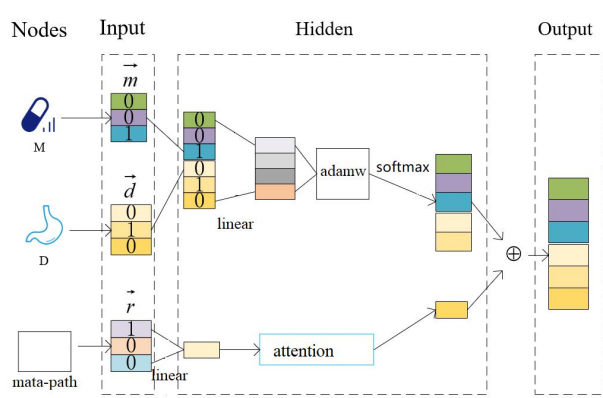 Nodes
Input
Hidden
Output
m
0
0
1
M
d
0
1
0
D
0
0
1
0
1
0
linear
adamw
softmax
⊕
r
1
0
0
linear
attention
mata-path